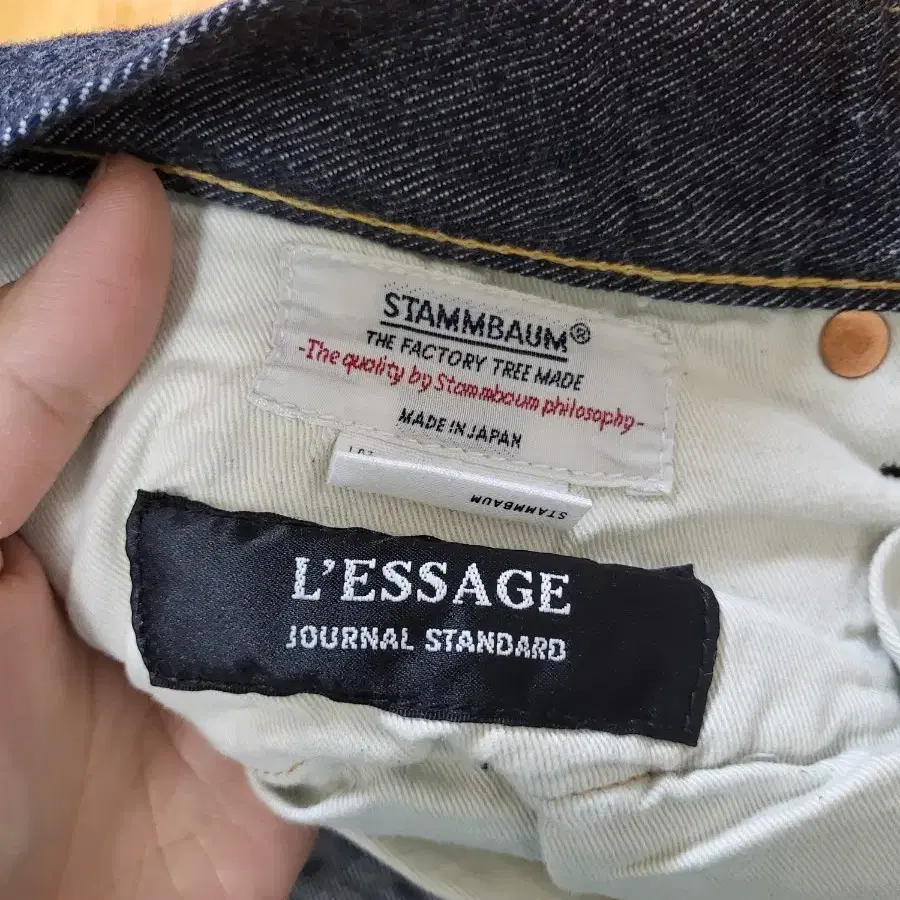 STAMMBAUM®
THE FACTORY TREE MADE
-The quality by Stammbaum philosophy-
MADE IN JAPAN
STAMMBAUM
L'ESSAGE
JOURNAL STANDARD